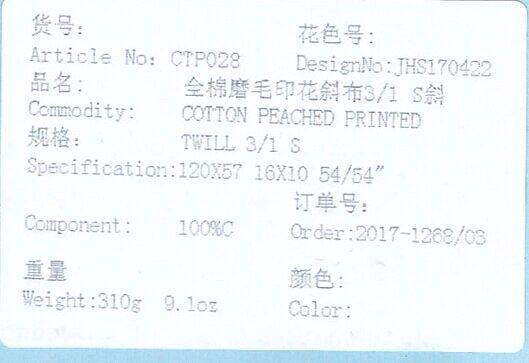 货号:
花色号:
Article No: CTP028
DesignNo:JHS170422
品名:
全棉磨毛印花斜布3/1 S斜
Commodity:
COTTON PEACHED PRINTED
规格:
TWILL 3/1 S
Specification:120X57 16X10 54/54"
订单号:
Component: 100%C
Order:2017-1268/03
重量
颜色:
Weight:310g 9.1oz
Color: